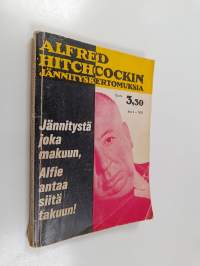 ALFRED
HITCHCOCKIN
JÄNNITYSKERTOMUKSIA
3,50
Jännitystä
joka
makuun,
Alfie
antaa
siitä
takuun!